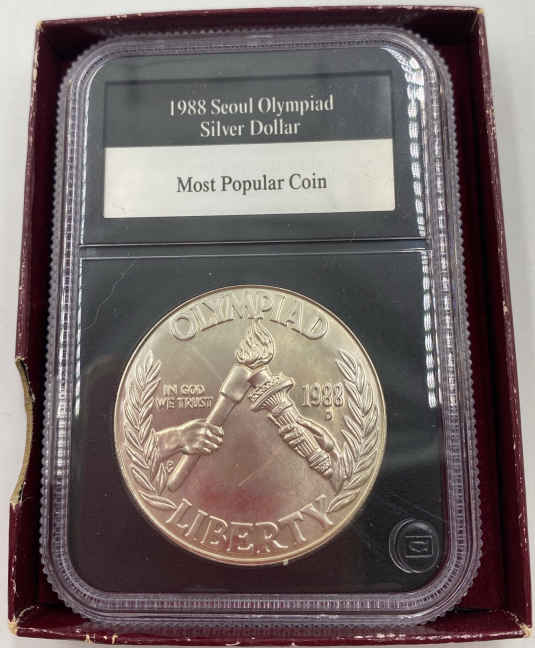 1988 Seoul Olympiad
Silver Dollar
Most Popular Coin
OLYMPIAD
IN GOD
WE TRUST
1988
D
LIBERTY